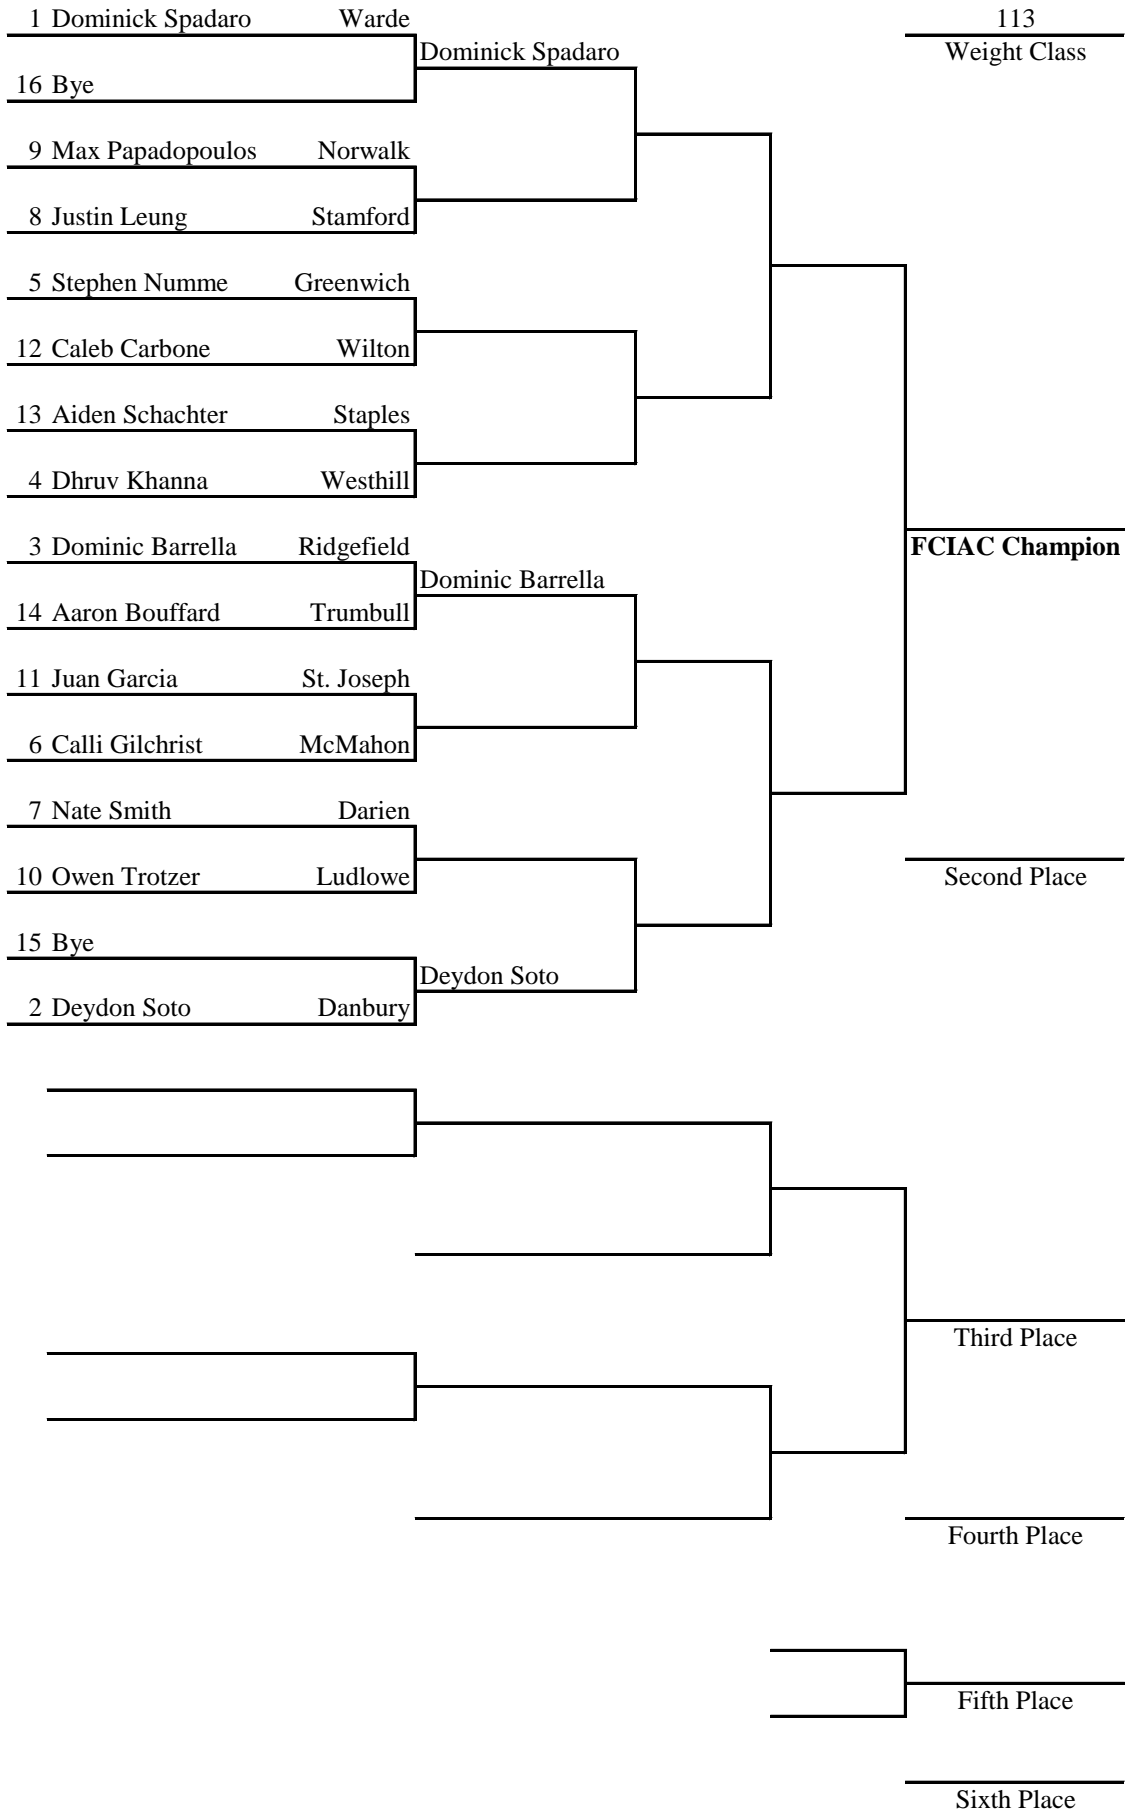 1 Dominick Spadaro Warde
113
Dominick Spadaro
Weight Class
16 Bye
9 Max Papadopoulos Norwalk
8 Justin Leung Stamford
5 Stephen Numme Greenwich
12 Caleb Carbone Wilton
13 Aiden Schachter Staples
4 Dhruv Khanna Westhill
3 Dominic Barrella Ridgefield
FCIAC Champion
Dominic Barrella
14 Aaron Bouffard Trumbull
11 Juan Garcia St. Joseph
6 Calli Gilchrist McMahon
7 Nate Smith Darien
10 Owen Trotzer Ludlowe
Second Place
15 Bye
Deydon Soto
2 Deydon Soto Danbury
Third Place
Fourth Place
Fifth Place
Sixth Place